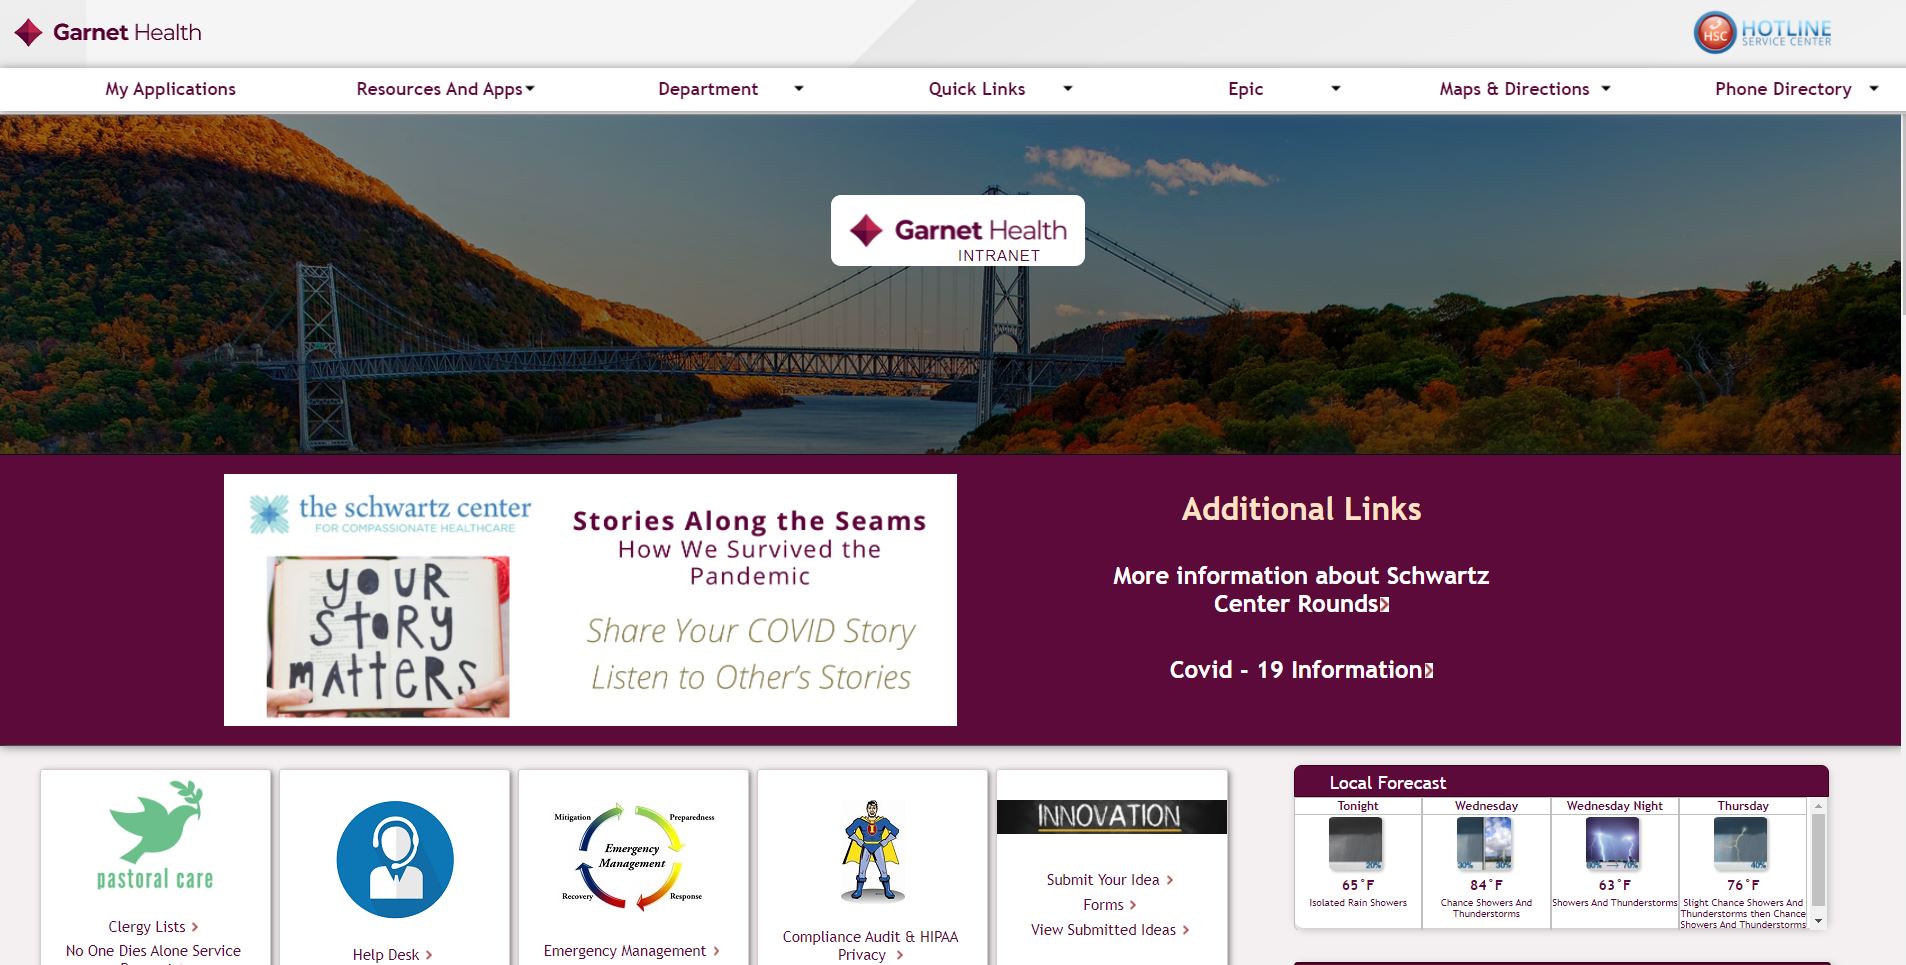 Garnet Health
HSC HOTLINE
SERVICE CENTER
My Applications
Resources And Apps
Department
Quick Links
Epic
Maps & Directions
Phone Directory
Garnet Health
INTRANET
the schwartz center
FOR COMPASSIONATE HEALTHCARE
YOUR
STORY
MATTERS
Stories Along the Seams
How We Survived the
Pandemic
Share Your COVID Story
Listen to Other's Stories
Additional Links
More information about Schwartz
Center Rounds
Covid - 19 Information
pastoral care
Clergy Lists
No One Dies Alone Service
Help Desk
Mitigation
Preparedness
Emergency
Management
Recovery
Response
Emergency Management
Compliance Audit & HIPAA
Privacy
INNOVATION
Submit Your Idea
Forms
View Submitted Ideas
Local Forecast
Tonight
20%
65°F
Isolated Rain Showers
Wednesday
30% 30%
84°F
Chance Showers And
Thunderstorms
Wednesday Night
60% 70%
63°F
Showers And Thunderstorms
Thursday
40%
76°F
Slight Chance Showers And
Thunderstorms then Chance
Showers And Thunderstorms